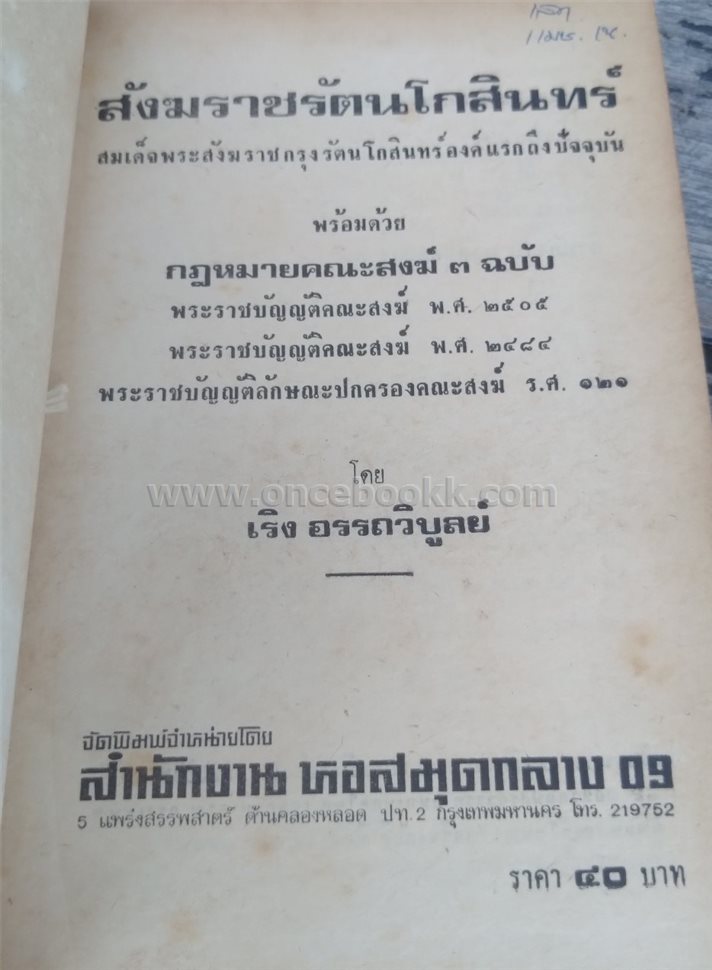 สังฆราชรัตนโกสินทร์
สมเด็จพระสังฆราชกรุงรัตนโกสินทร์องค์แรกถึงปัจจุบัน
พร้อมด้วย
กฎหมายคณะสงฆ์ ๓ ฉบับ
พระราชบัญญัติคณะสงฆ์ พ.ศ. ๒๕๐๕
พระราชบัญญัติคณะสงฆ์ พ.ศ. ๒๔๘๔
พระราชบัญญัติลักษณะปกครองคณะสงฆ์ ร.ศ. ๑๒๑
โดย
www.oncebookk.com
เริง อรรถวิบูลย์
จัดพิมพ์จำหน่ายโดย
สำนักงาน หอสมุดกลาง 09
5 แพร่งสรรพสาตร์ ด้านคลองหลอด ปท.2 กรุงเทพมหานคร โทร. 219752
ราคา ๔๐ บาท